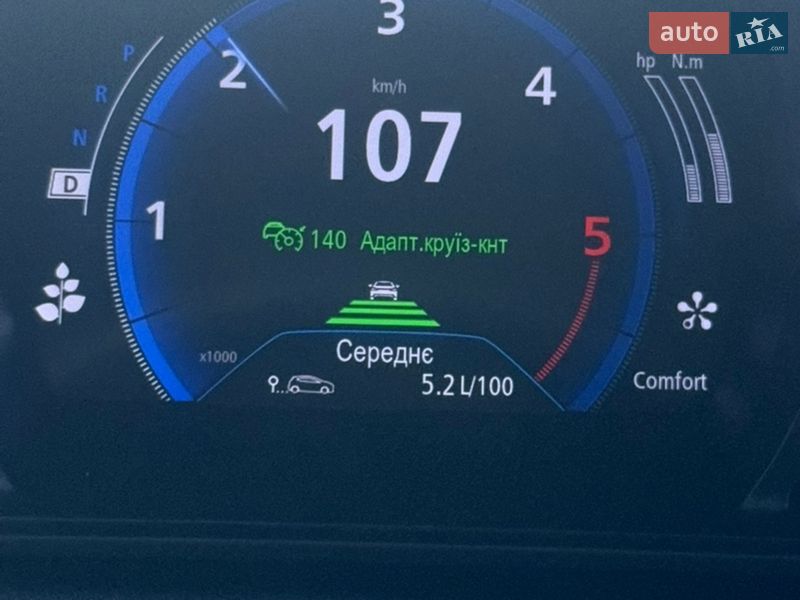 auto RIA
.com
3
2
4
km/h
107
hp N.m
P
R
N
D
1
140 Адапт.круїз-кнт
5
x1000
Середнє
5.2 L/100
Comfort